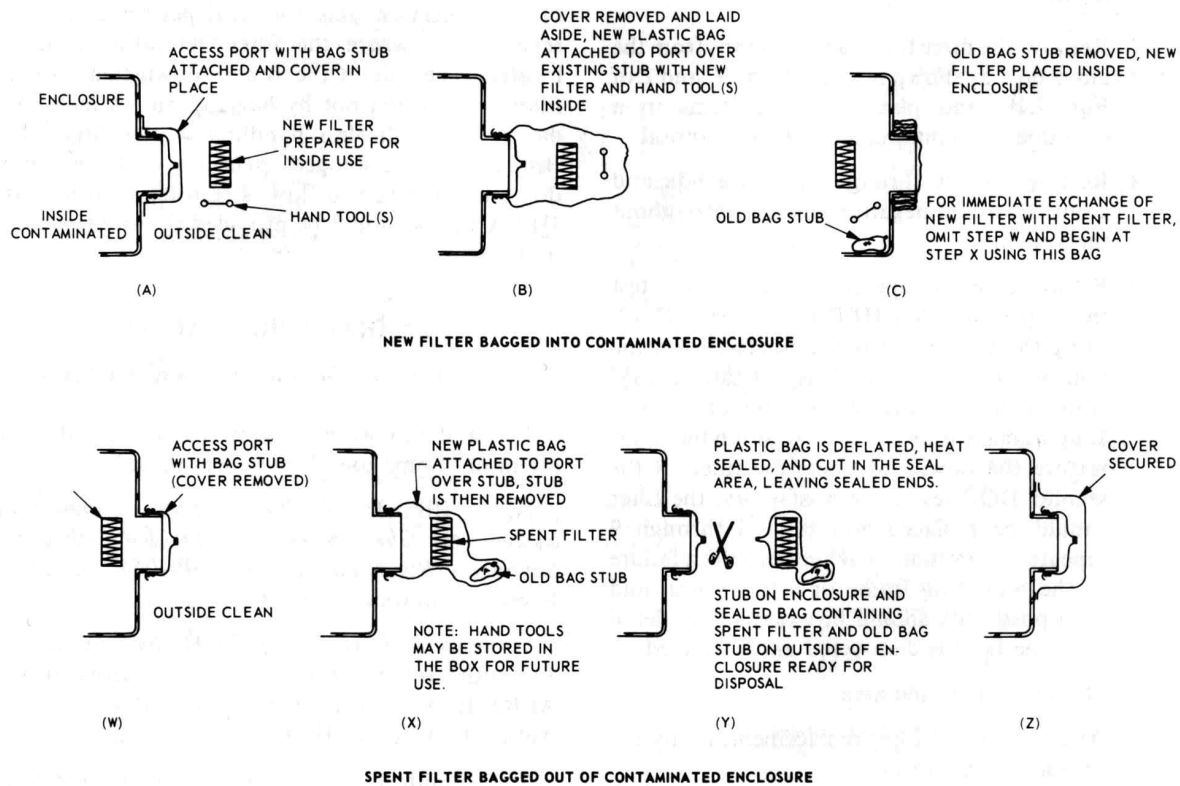 ACCESS PORT WITH BAG STUB
ATTACHED AND COVER IN
PLACE
ENCLOSURE
NEW FILTER
PREPARED FOR
INSIDE USE
HAND TOOL(S)
INSIDE
CONTAMINATED
OUTSIDE CLEAN
(A)
COVER REMOVED AND LAID
ASIDE, NEW PLASTIC BAG
ATTACHED TO PORT OVER
EXISTING STUB WITH NEW
FILTER AND HAND TOOL(S)
INSIDE
(B)
OLD BAG STUB REMOVED, NEW
FILTER PLACED INSIDE
ENCLOSURE
OLD BAG STUB
FOR IMMEDIATE EXCHANGE OF
NEW FILTER WITH SPENT FILTER,
OMIT STEP W AND BEGIN AT
STEP X USING THIS BAG
(C)
NEW FILTER BAGGED INTO CONTAMINATED ENCLOSURE
ACCESS PORT
WITH BAG STUB
(COVER REMOVED)
OUTSIDE CLEAN
(W)
NEW PLASTIC BAG
ATTACHED TO PORT
OVER STUB, STUB
IS THEN REMOVED
SPENT FILTER
OLD BAG STUB
NOTE: HAND TOOLS
MAY BE STORED IN
THE BOX FOR FUTURE
USE.
(X)
PLASTIC BAG IS DEFLATED, HEAT
SEALED, AND CUT IN THE SEAL
AREA, LEAVING SEALED ENDS.
STUB ON ENCLOSURE AND
SEALED BAG CONTAINING
SPENT FILTER AND OLD BAG
STUB ON OUTSIDE OF EN-
CLOSURE READY FOR
DISPOSAL
(Y)
COVER
SECURED
(Z)
SPENT FILTER BAGGED OUT OF CONTAMINATED ENCLOSURE